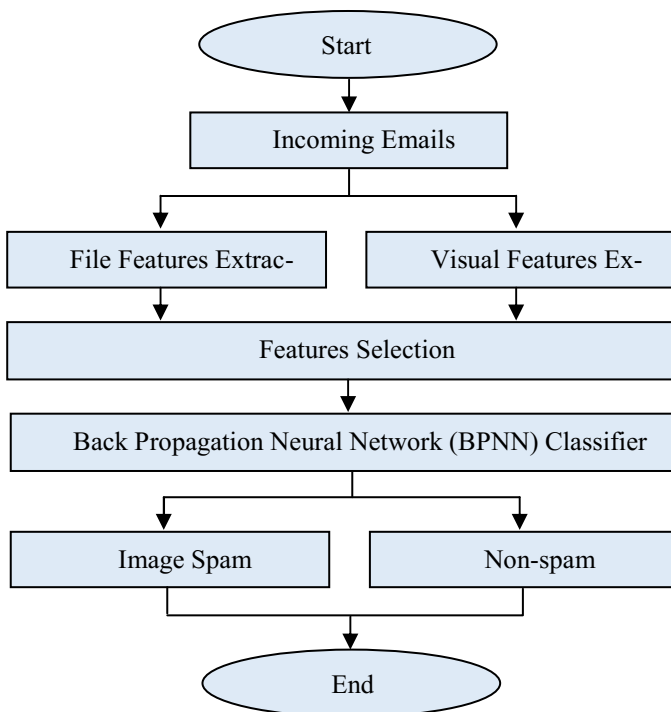 Start
Incoming Emails
File Features Extrac-
Visual Features Ex-
Features Selection
Back Propagation Neural Network (BPNN) Classifier
Image Spam
Non-spam
End